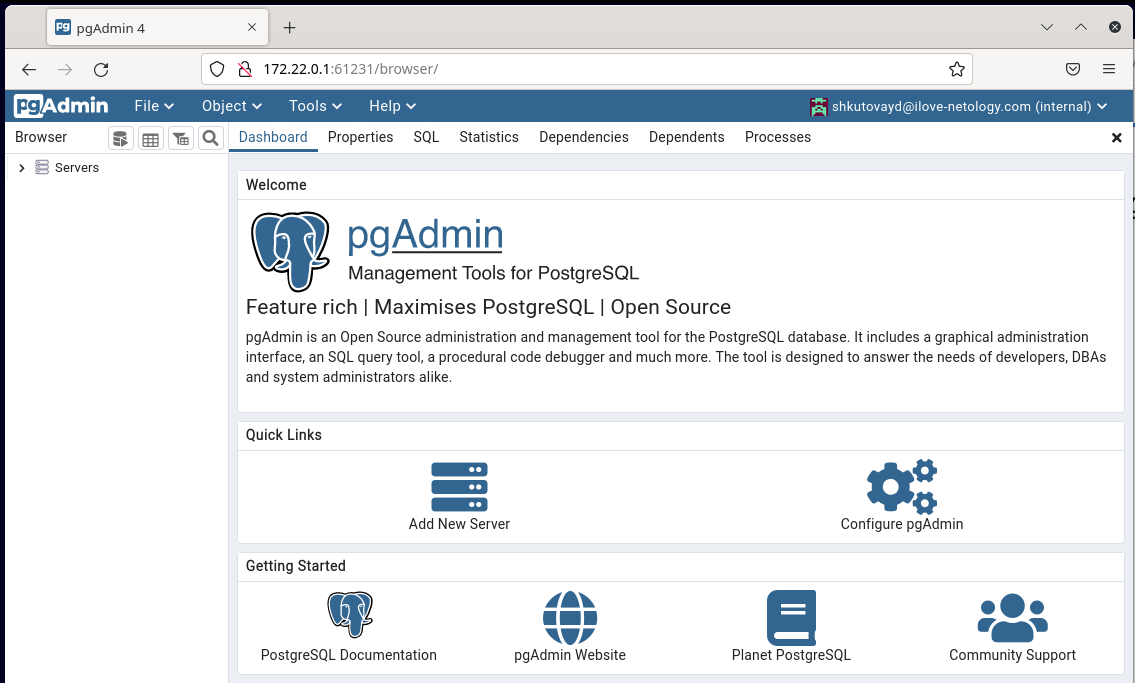 pgAdmin 4
172.22.0.1:61231/browser/
pgAdmin File Object Tools Help shkutovayd@ilove-netology.com (internal)
Browser Dashboard Properties SQL Statistics Dependencies Dependents Processes
Servers
Welcome
pgAdmin
Management Tools for PostgreSQL
Feature rich | Maximises PostgreSQL | Open Source
pgAdmin is an Open Source administration and management tool for the PostgreSQL database. It includes a graphical administration
interface, an SQL query tool, a procedural code debugger and much more. The tool is designed to answer the needs of developers, DBAs
and system administrators alike.
Quick Links
Add New Server Configure pgAdmin
Getting Started
PostgreSQL Documentation pgAdmin Website Planet PostgreSQL Community Support